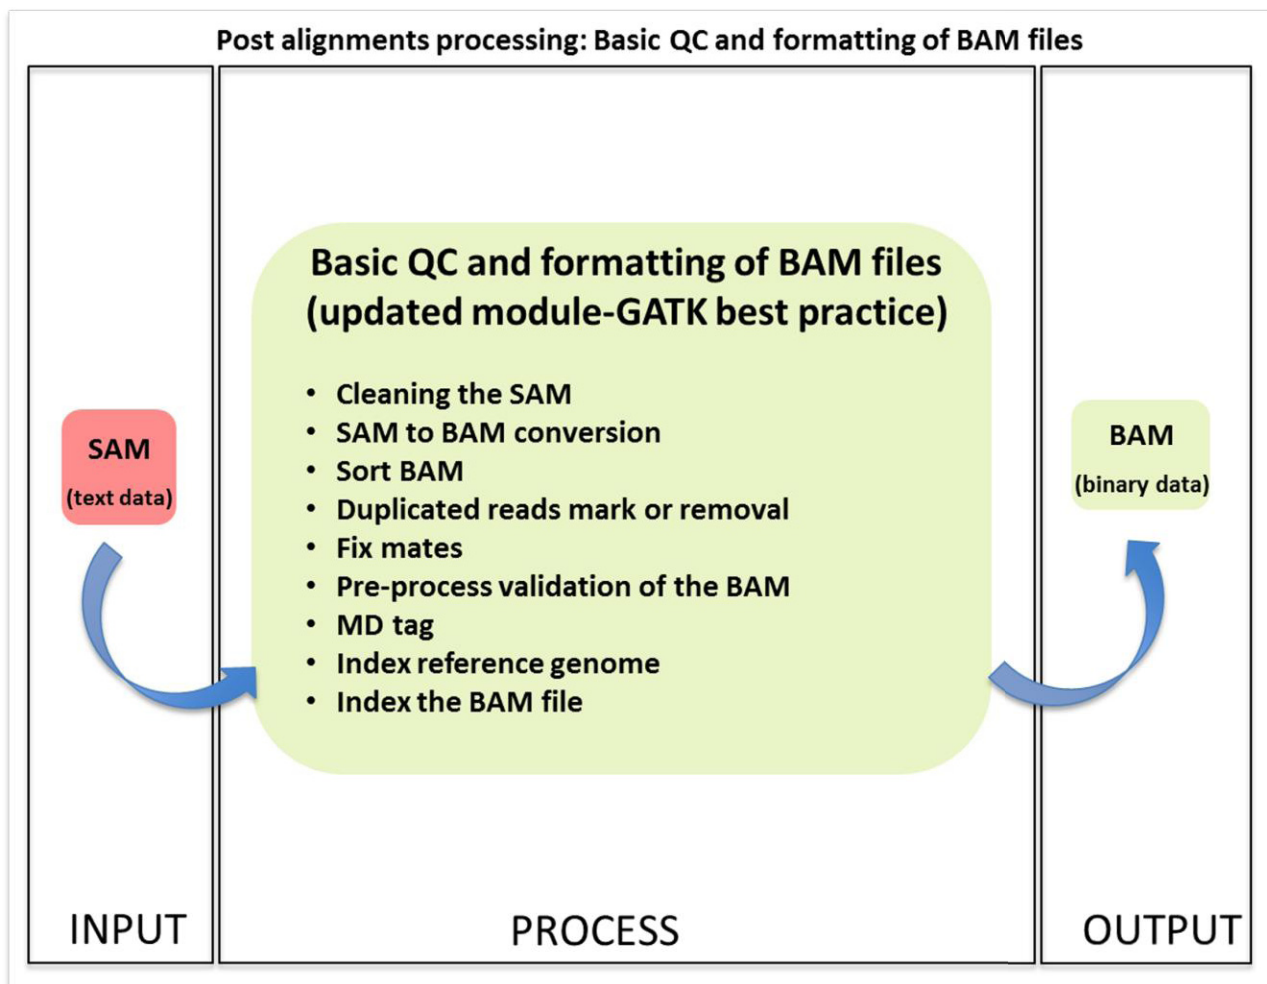 Post alignments processing: Basic QC and formatting of BAM files
SAM
(text data)
INPUT
Basic QC and formatting of BAM files
(updated module-GATK best practice)
• Cleaning the SAM
• SAM to BAM conversion
• Sort BAM
• Duplicated reads mark or removal
• Fix mates
• Pre-process validation of the BAM
• MD tag
• Index reference genome
• Index the BAM file
PROCESS
BAM
(binary data)
OUTPUT